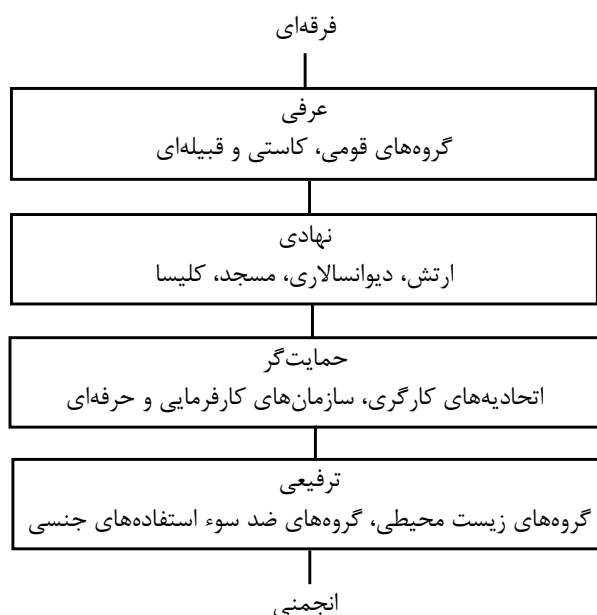 فرقه‌ای
عرفی
گروه‌های قومی، کاستی و قبیله‌ای
نهادی
ارتش، دیوانسالاری، مسجد، کلیسا
حمایت‌گر
اتحادیه‌های کارگری، سازمان‌های کارفرمایی و حرفه‌ای
ترفیعی
گروه‌های زیست محیطی، گروه‌های ضد سوء استفاده‌های جنسی
انجمنی